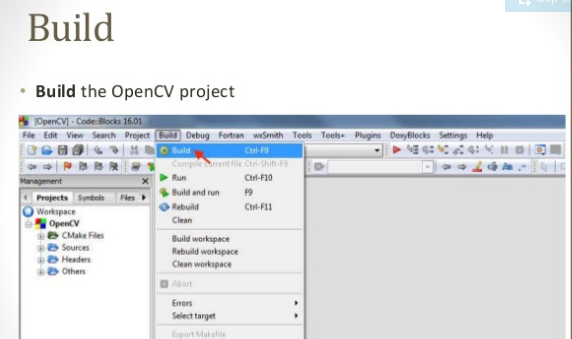 Build
• Build the OpenCV project
[OpenCV] - Code::Blocks 16.01
File Edit View Search Project Build Debug Fortran wxSmith Tools Tools+ Plugins DoxyBlocks Settings Help
Build Ctrl-F9
Compile current file Ctrl-Shift-F9
Management
Run Ctrl-F10
Projects Symbols Files
Build and run F9
Workspace
Rebuild Ctrl-F11
OpenCV
Clean
CMake Files
Build workspace
Sources
Rebuild workspace
Headers
Clean workspace
Others
Abort
Errors
Select target
Export Makefile